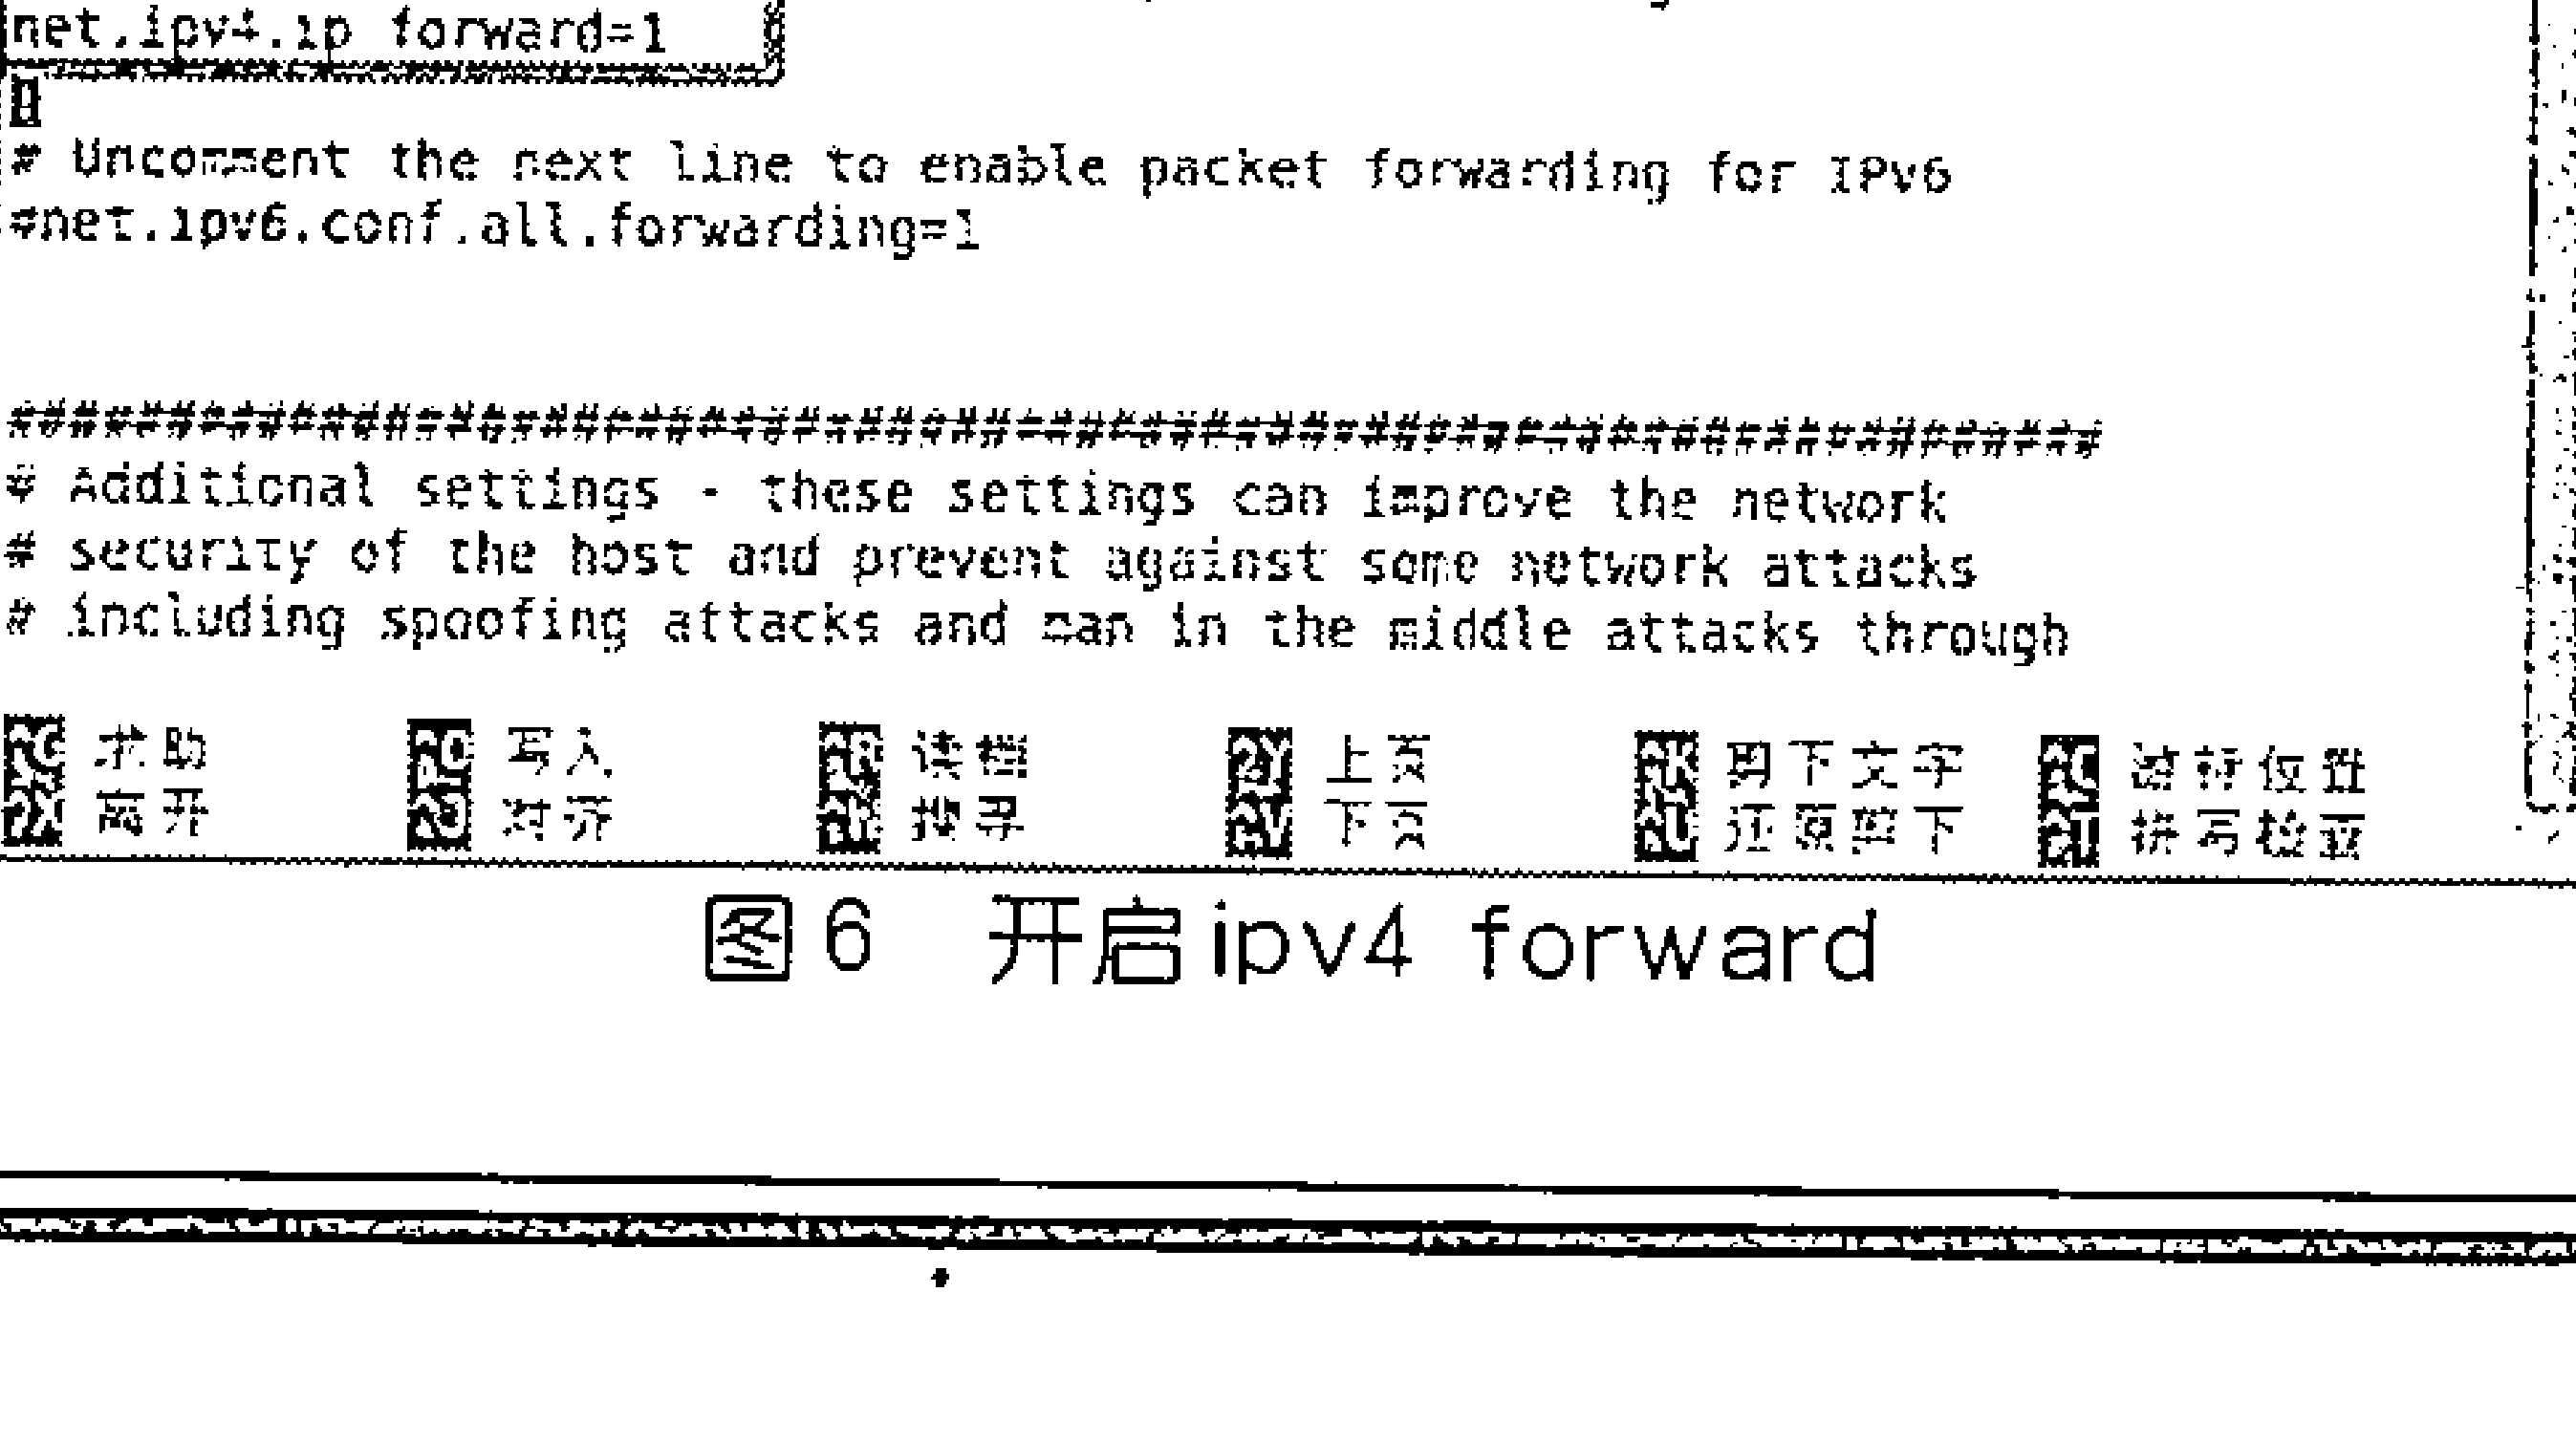 net.ipv4.ip forward=1
# Uncomment the next line to enable packet forwarding for IPv6
#net.ipv6.conf.all.forwarding=1
##################################################################
# Additional settings - these settings can improve the network
# security of the host and prevent against some network attacks
# including spoofing attacks and man in the middle attacks through
^G 求助 ^O 写入 ^R 读档 ^Y 上页 ^K 剪下文字 ^C 游标位置
^X 离开 ^J 对齐 ^W 搜寻 ^V 下页 ^U 还原剪下 ^T 拼写检查
图6 开启ipv4 forward